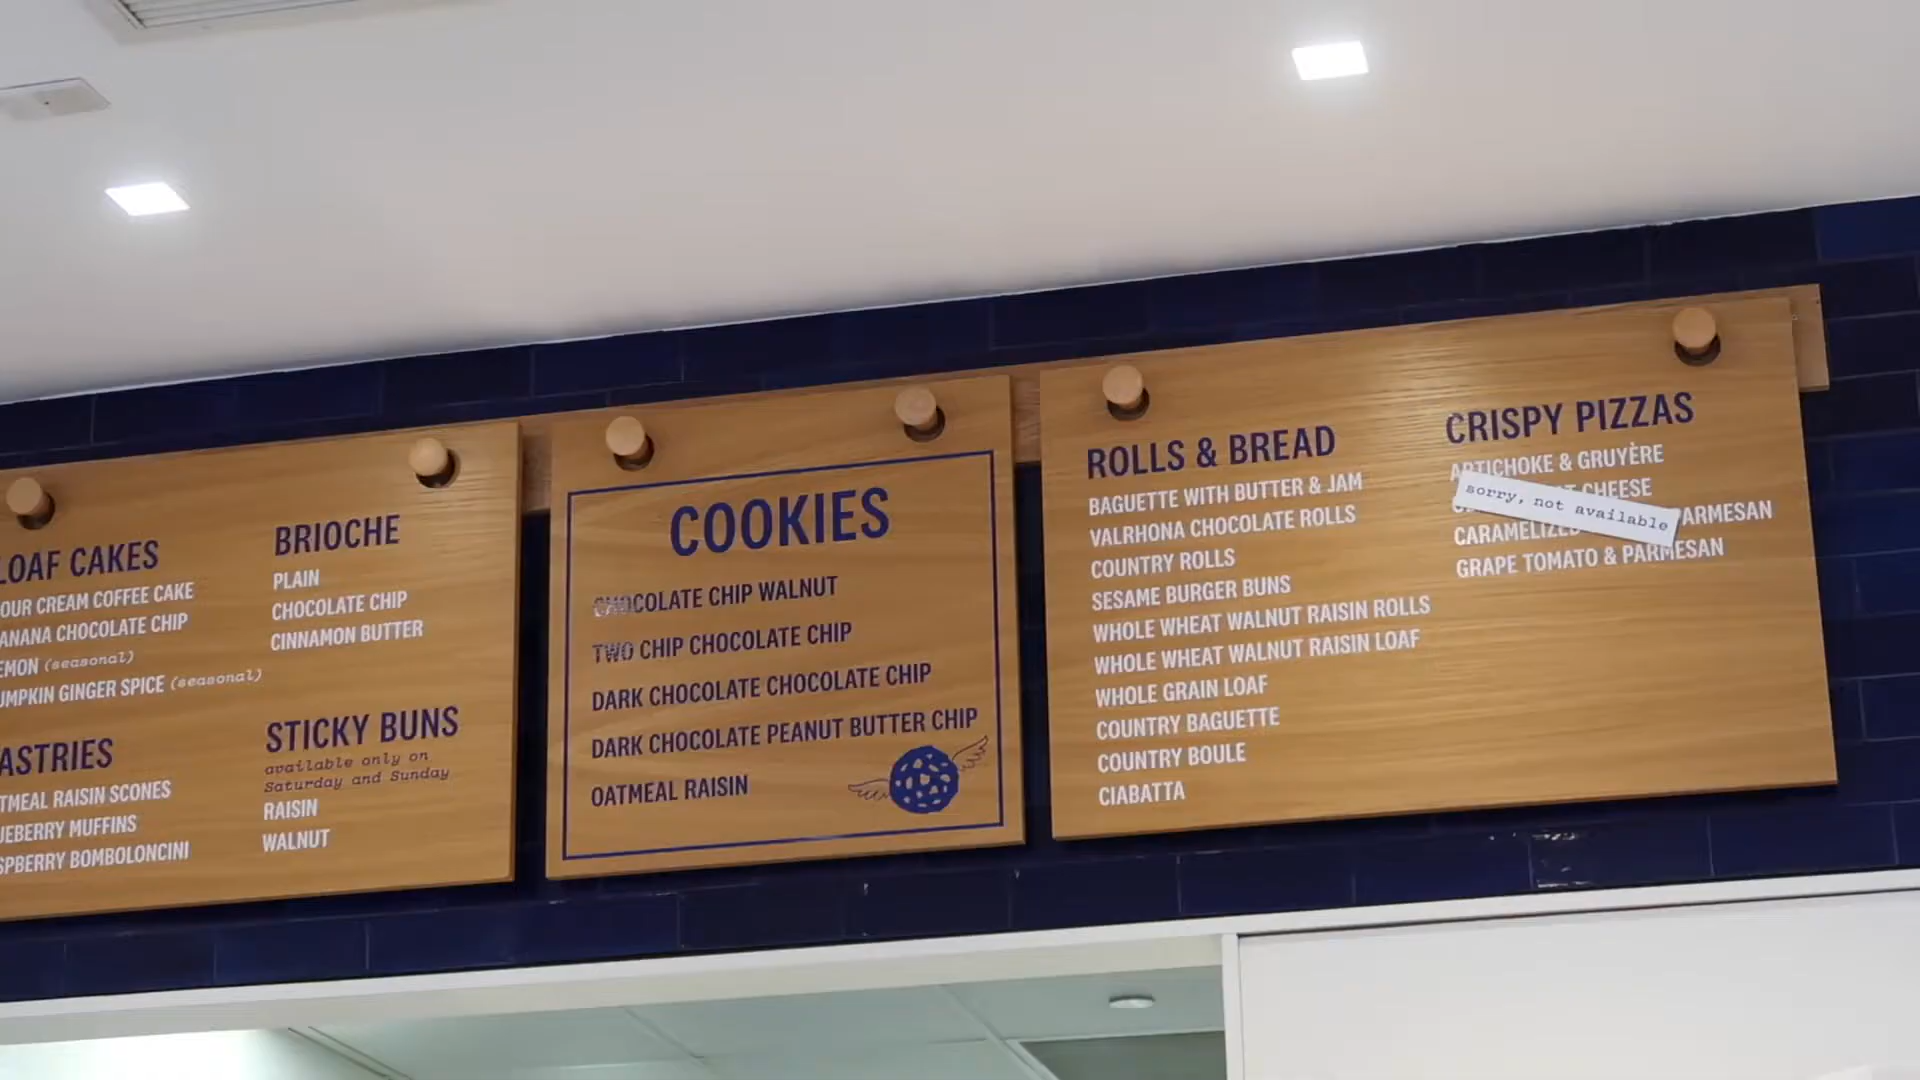 LOAF CAKES
OUR CREAM COFFEE CAKE
ANANA CHOCOLATE CHIP
EMON (seasonal)
UMPKIN GINGER SPICE (seasonal)
ASTRIES
TMEAL RAISIN SCONES
UEBERRY MUFFINS
SPBERRY BOMBOLONCINI
BRIOCHE
PLAIN
CHOCOLATE CHIP
CINNAMON BUTTER
STICKY BUNS
available only on
Saturday and Sunday
RAISIN
WALNUT
COOKIES
CHOCOLATE CHIP WALNUT
TWO CHIP CHOCOLATE CHIP
DARK CHOCOLATE CHOCOLATE CHIP
DARK CHOCOLATE PEANUT BUTTER CHIP
OATMEAL RAISIN
ROLLS & BREAD
BAGUETTE WITH BUTTER & JAM
VALRHONA CHOCOLATE ROLLS
COUNTRY ROLLS
SESAME BURGER BUNS
WHOLE WHEAT WALNUT RAISIN ROLLS
WHOLE WHEAT WALNUT RAISIN LOAF
WHOLE GRAIN LOAF
COUNTRY BAGUETTE
COUNTRY BOULE
CIABATTA
CRISPY PIZZAS
ARTICHOKE & GRUYÈRE
CHEESE
sorry, not available
CARAMELIZED PARMESAN
GRAPE TOMATO & PARMESAN